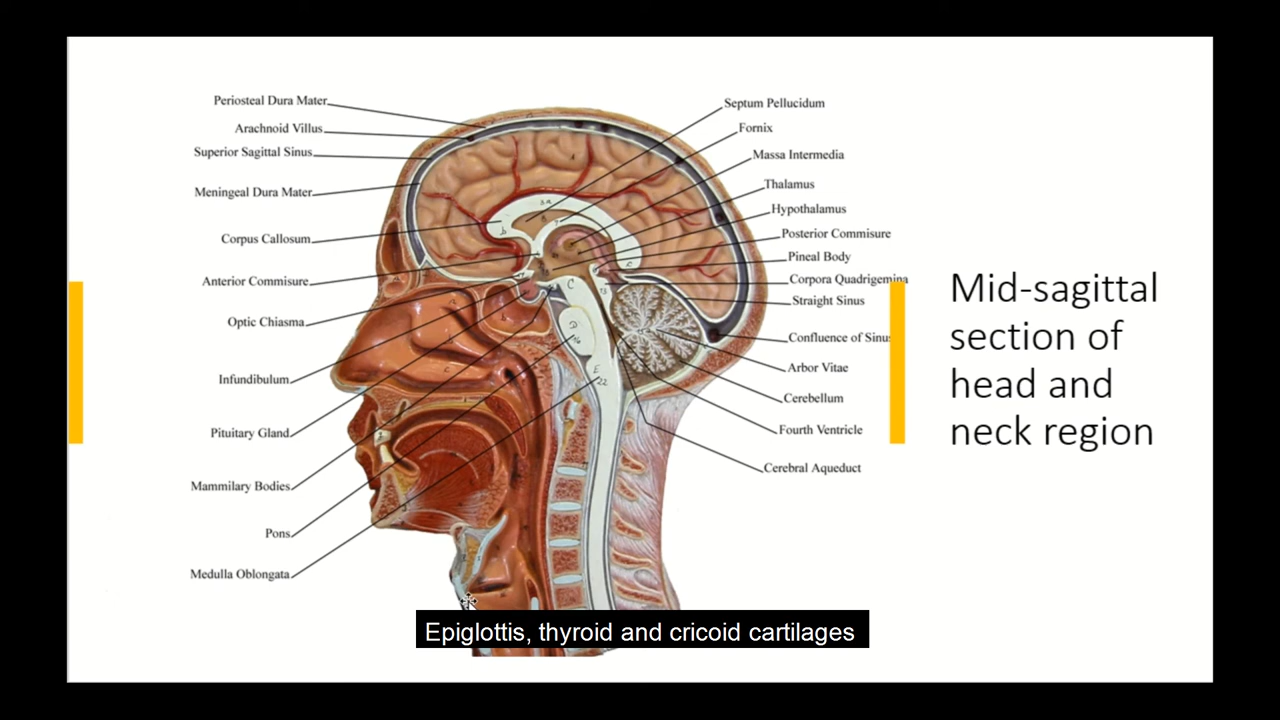 Periosteal Dura Mater
Arachnoid Villus
Superior Sagittal Sinus
Meningeal Dura Mater
Corpus Callosum
Anterior Commisure
Optic Chiasma
Infundibulum
Pituitary Gland
Mammilary Bodies
Pons
Medulla Oblongata
Septum Pellucidum
Fornix
Massa Intermedia
Thalamus
Hypothalamus
Posterior Commisure
Pineal Body
Corpora Quadrigemina
Straight Sinus
Confluence of Sinus
Arbor Vitae
Cerebellum
Fourth Ventricle
Cerebral Aqueduct
Mid-sagittal
section of
head and
neck region
Epiglottis, thyroid and cricoid cartilages